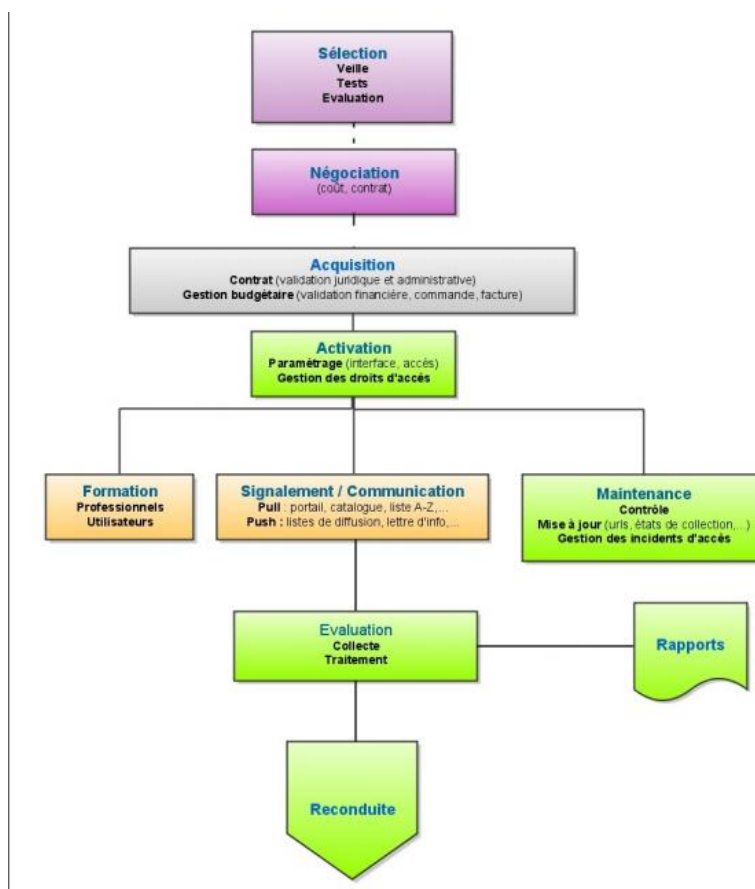 Sélection
Veille
Tests
Evaluation
Négociation
(coût, contrat)
Acquisition
Contrat (validation juridique et administrative)
Gestion budgétaire (validation financière, commande, facture)
Activation
Paramétrage (interface, accès)
Gestion des droits d'accés
Formation
Professionnels
Utilisateurs
Signalement / Communication
Pull : portail, catalogue, liste A-Z,...
Push : listes de diffusion, lettre d'info,...
Maintenance
Contrôle
Mise à jour (urls, états de collection,...)
Gestion des incidents d'accés
Evaluation
Collecte
Traitement
Rapports
Reconduite